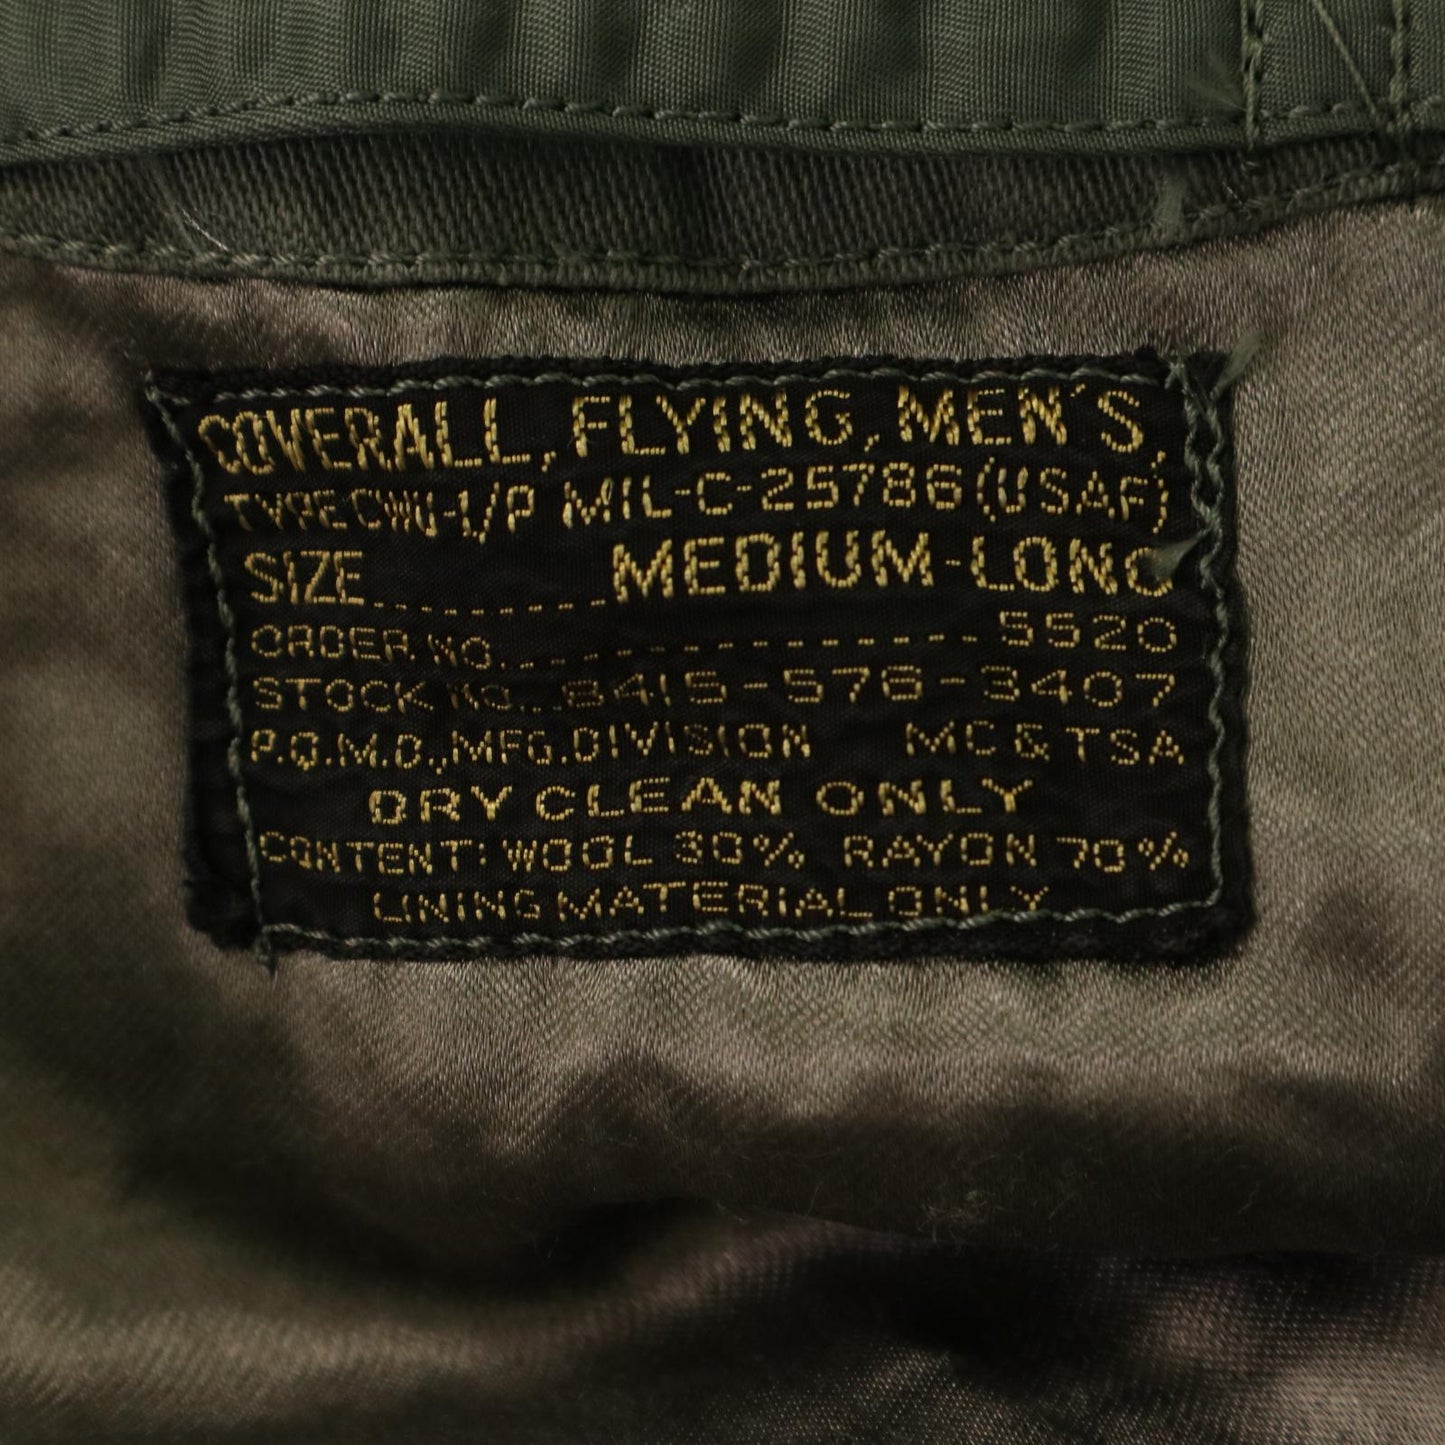 COVERALL, FLYING, MEN'S,
TYPE CWU-1/P MIL-C-25786 (USAF)
SIZE.........MEDIUM-LONG
ORDER NO. ............. 5520
STOCK NO...8415-576-3407
P.Q.M.D., MFG. DIVISION MC & TSA
DRY CLEAN ONLY
CONTENT: WOOL 30% RAYON 70%
LINING MATERIAL ONLY